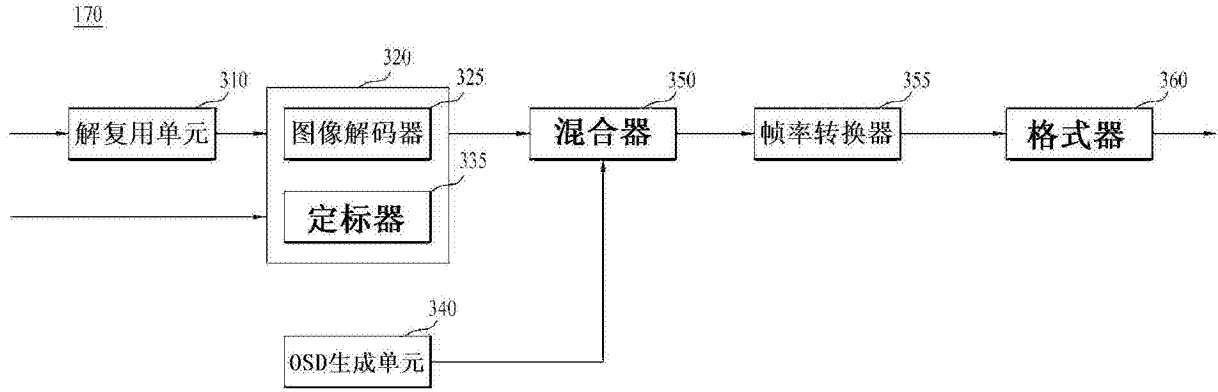 170
310
320
325
335
340
350
355
360
解复用单元
图像解码器
定标器
混合器
帧率转换器
格式器
OSD生成单元